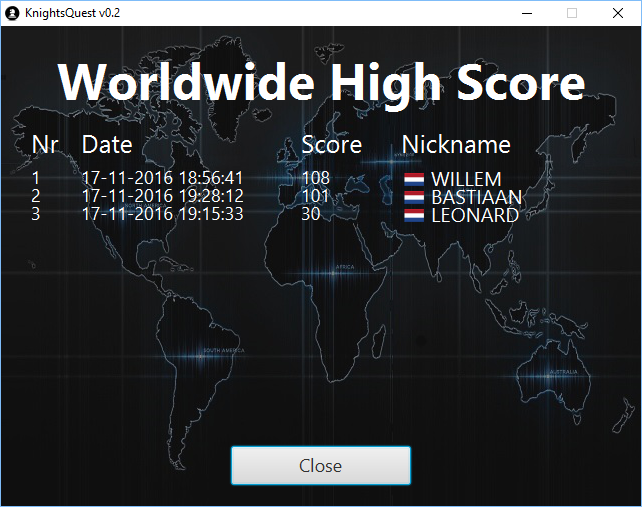 KnightsQuest v0.2
Worldwide High Score
Nr Date Score Nickname
1 17-11-2016 18:56:41 108 WILLEM
2 17-11-2016 19:28:12 101 BASTIAAN
3 17-11-2016 19:15:33 30 LEONARD
AFRICA
SOUTH AMERICA
AUSTRALIA
Close